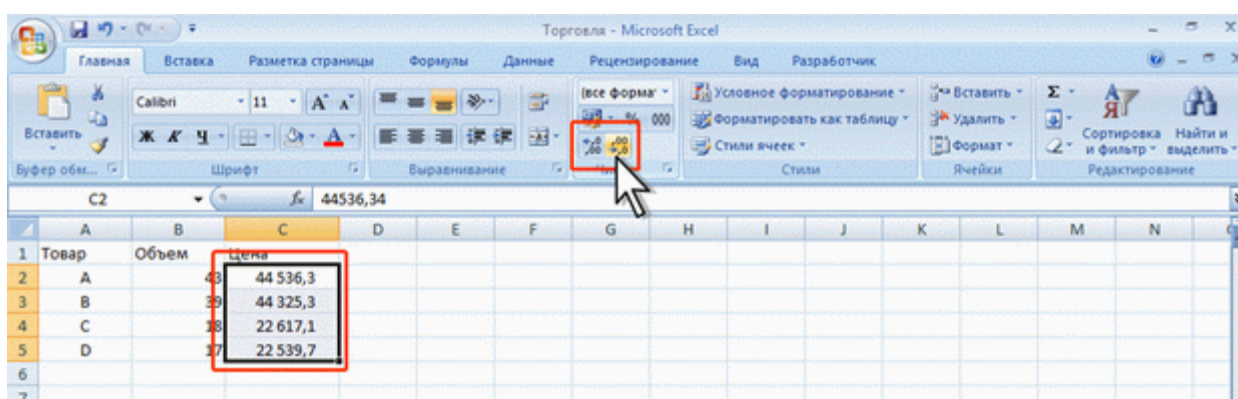 Торговля - Microsoft Excel
Главная Вставка Разметка страницы Формулы Данные Рецензирование Вид Разработчик
Вставить
Calibri 11
Ж К Ч
А
(все форма
% 000
Условное форматирование
Форматировать как таблицу
Стили ячеек
Вставить
Удалить
Формат
Σ
Сортировка и фильтр
Найти и выделить
Буфер обм... Шрифт Выравнивание Стили Ячейки Редактирование
C2 fx 44536,34
A B C D E F G H I J K L M N
1 Товар Объем Цена
2 A 43 44 536,3
3 B 39 44 325,3
4 C 18 22 617,1
5 D 17 22 539,7
6
7